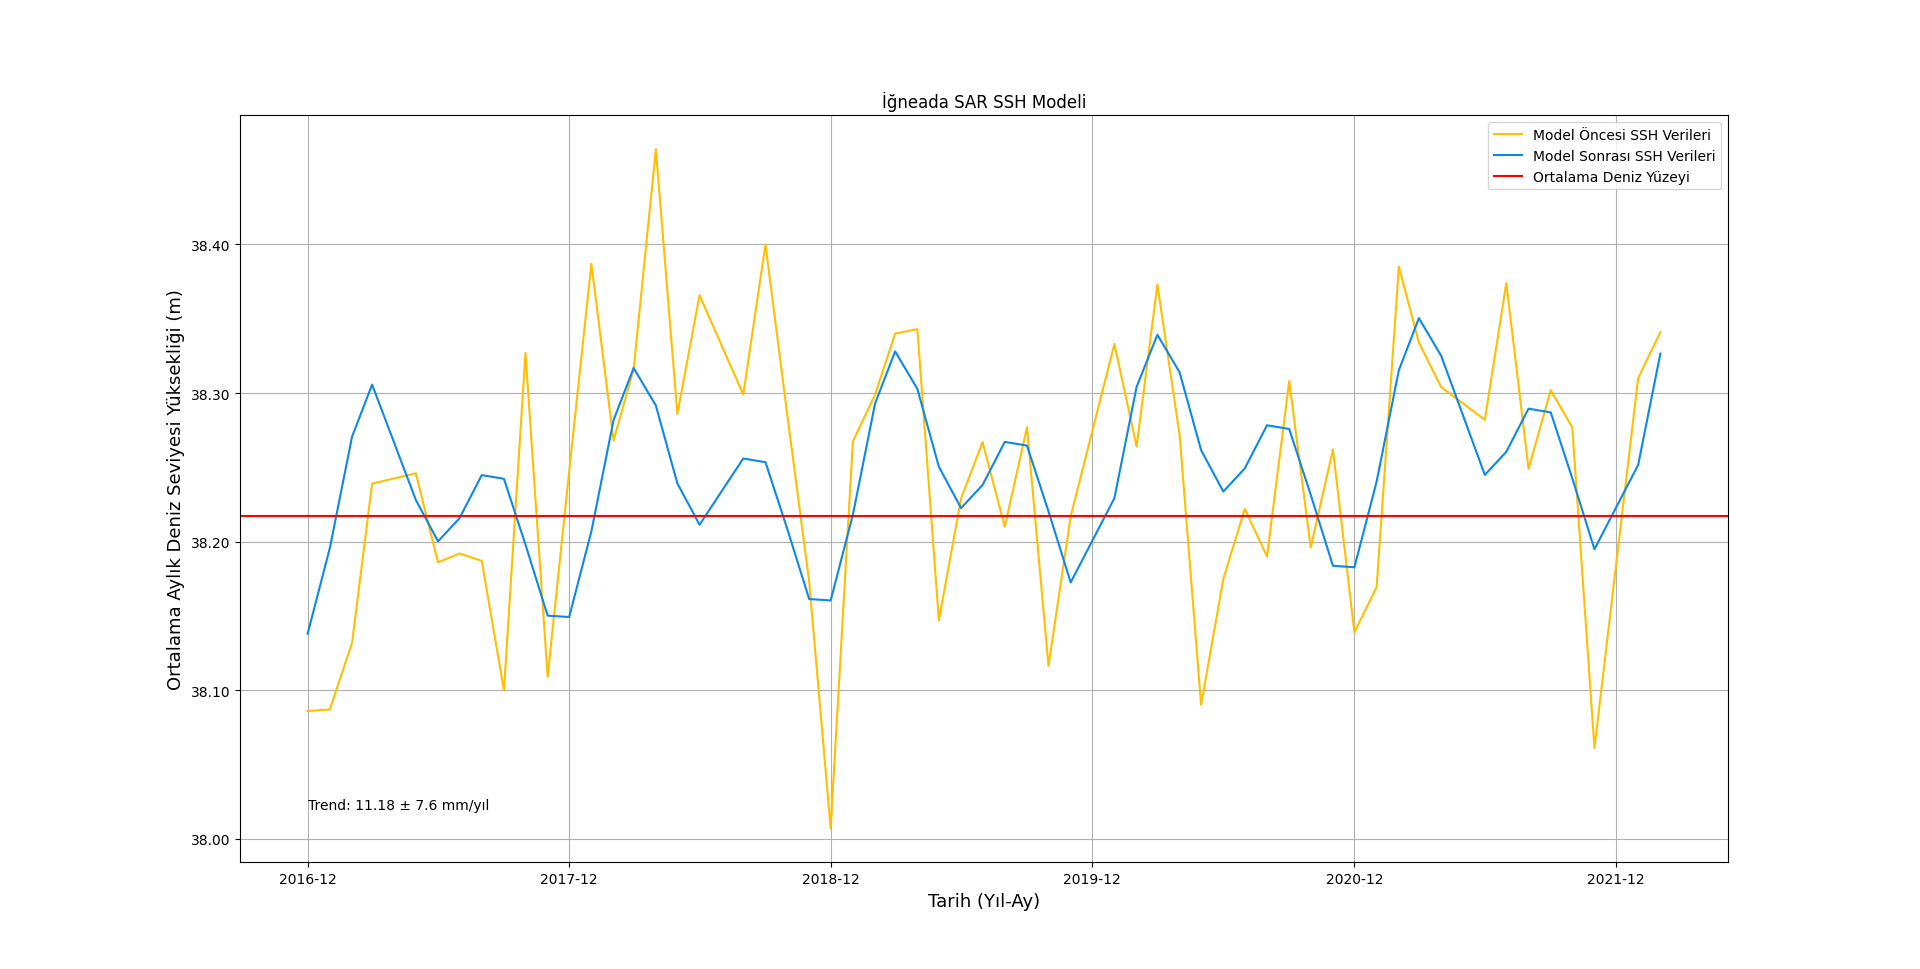 İğneada SAR SSH Modeli
Model Öncesi SSH Verileri
Model Sonrası SSH Verileri
Ortalama Deniz Yüzeyi
Ortalama Aylık Deniz Seviyesi Yüksekliği (m)
38.40
38.30
38.20
38.10
38.00
Trend: 11.18 ± 7.6 mm/yıl
2016-12
2017-12
2018-12
2019-12
2020-12
2021-12
Tarih (Yıl-Ay)